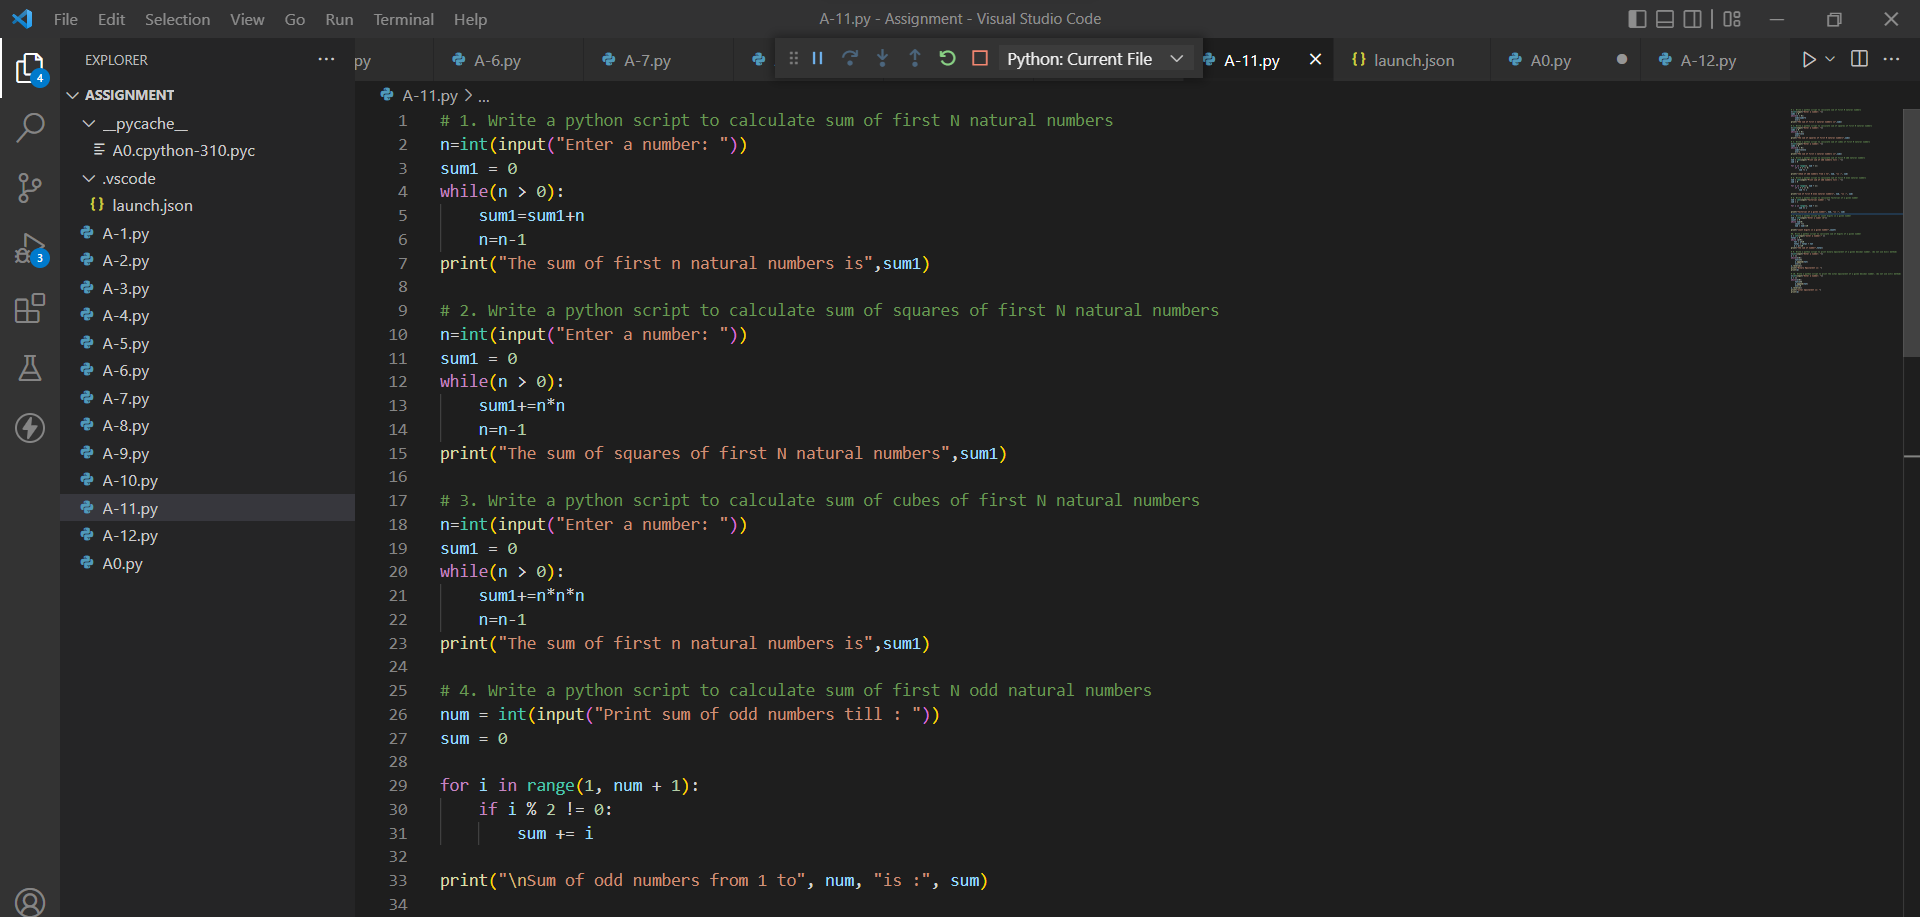 File Edit Selection View Go Run Terminal Help
A-11.py - Assignment - Visual Studio Code
EXPLORER ...
py A-6.py A-7.py Python: Current File A-11.py launch.json A0.py A-12.py
4
3
ASSIGNMENT
__pycache__
A0.cpython-310.pyc
.vscode
launch.json
A-1.py
A-2.py
A-3.py
A-4.py
A-5.py
A-6.py
A-7.py
A-8.py
A-9.py
A-10.py
A-11.py
A-12.py
A0.py
A-11.py > ...
1 # 1. Write a python script to calculate sum of first N natural numbers
2 n=int(input("Enter a number: "))
3 sum1 = 0
4 while(n > 0):
5     sum1=sum1+n
6     n=n-1
7 print("The sum of first n natural numbers is",sum1)
8
9 # 2. Write a python script to calculate sum of squares of first N natural numbers
10 n=int(input("Enter a number: "))
11 sum1 = 0
12 while(n > 0):
13     sum1+=n*n
14     n=n-1
15 print("The sum of squares of first N natural numbers",sum1)
16
17 # 3. Write a python script to calculate sum of cubes of first N natural numbers
18 n=int(input("Enter a number: "))
19 sum1 = 0
20 while(n > 0):
21     sum1+=n*n*n
22     n=n-1
23 print("The sum of first n natural numbers is",sum1)
24
25 # 4. Write a python script to calculate sum of first N odd natural numbers
26 num = int(input("Print sum of odd numbers till : "))
27 sum = 0
28
29 for i in range(1, num + 1):
30     if i % 2 != 0:
31         sum += i
32
33 print("\nSum of odd numbers from 1 to", num, "is :", sum)
34